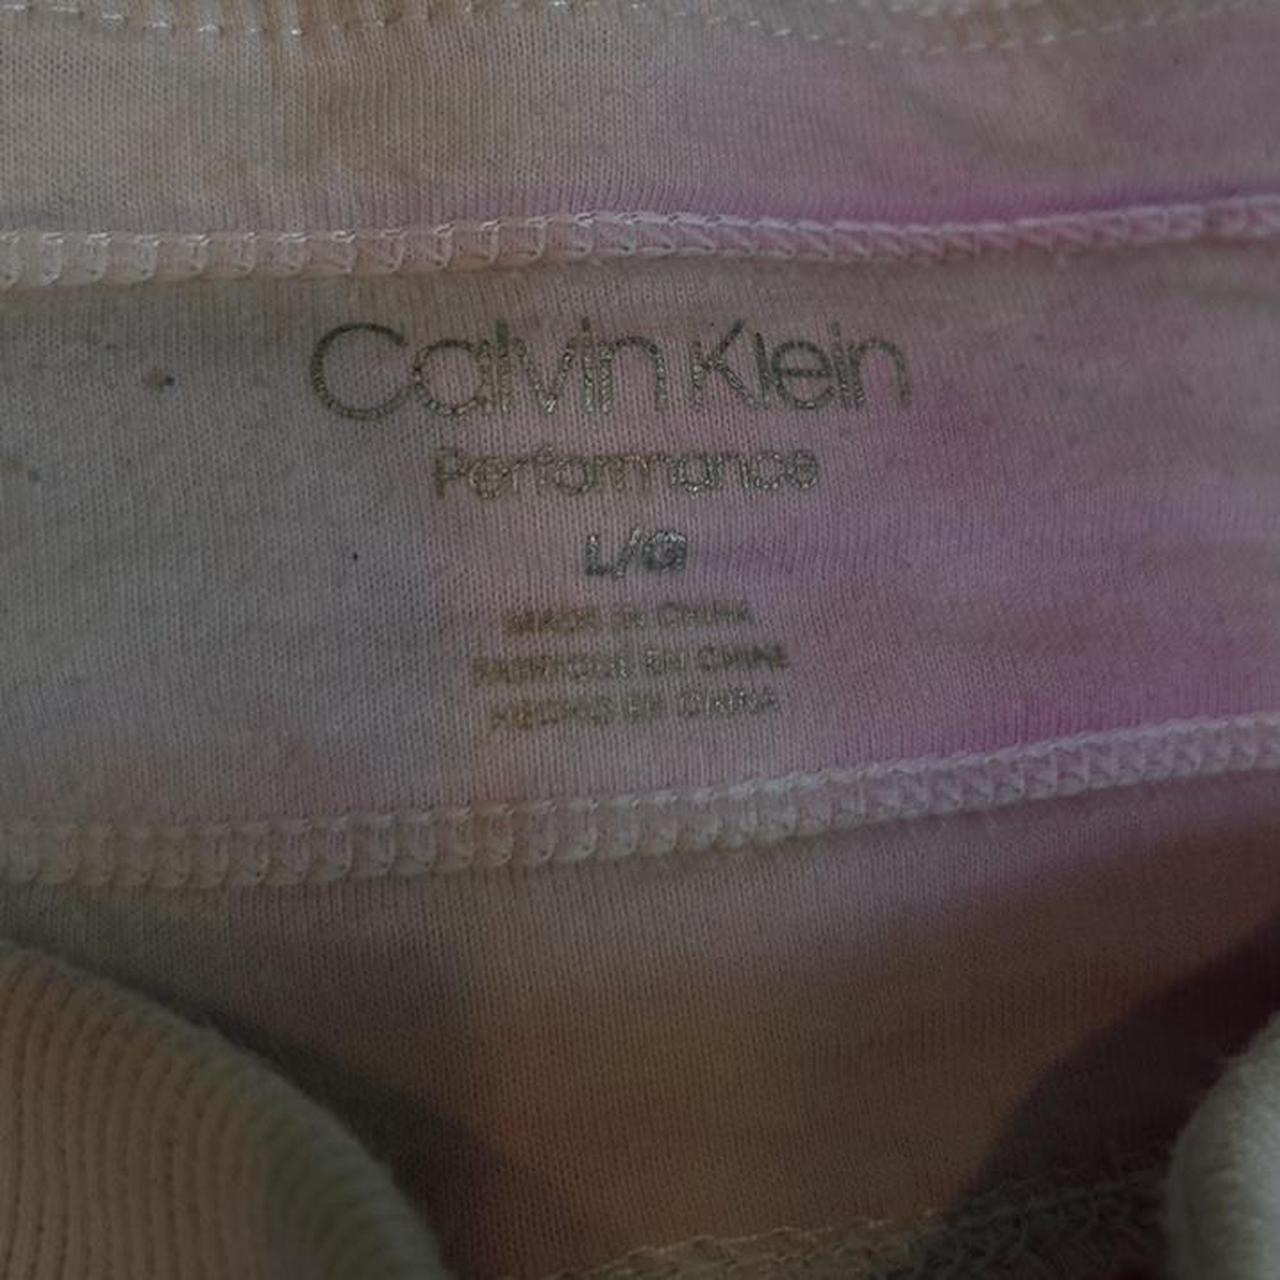 Calvin Klein
Performance
L/G
MADE IN CHINA
FABRIQUÉ EN CHINE
HECHO EN CHINA